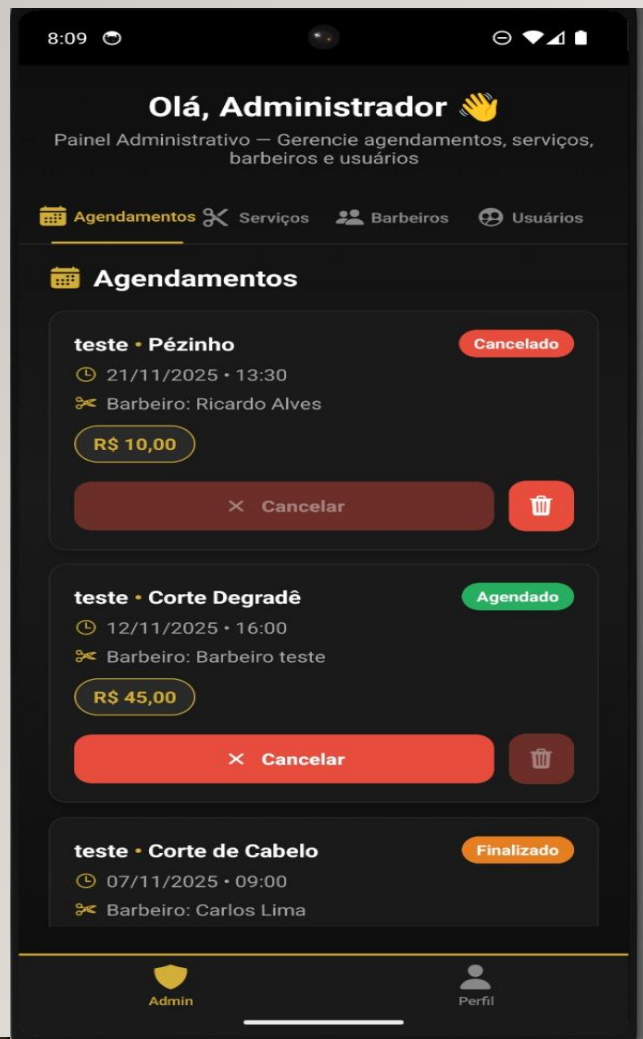 8:09
Olá, Administrador 👋
Painel Administrativo — Gerencie agendamentos, serviços,
barbeiros e usuários
Agendamentos Serviços Barbeiros Usuários
Agendamentos
teste • Pézinho Cancelado
21/11/2025 • 13:30
Barbeiro: Ricardo Alves
R$ 10,00
× Cancelar
teste • Corte Degradê Agendado
12/11/2025 • 16:00
Barbeiro: Barbeiro teste
R$ 45,00
× Cancelar
teste • Corte de Cabelo Finalizado
07/11/2025 • 09:00
Barbeiro: Carlos Lima
Admin Perfil